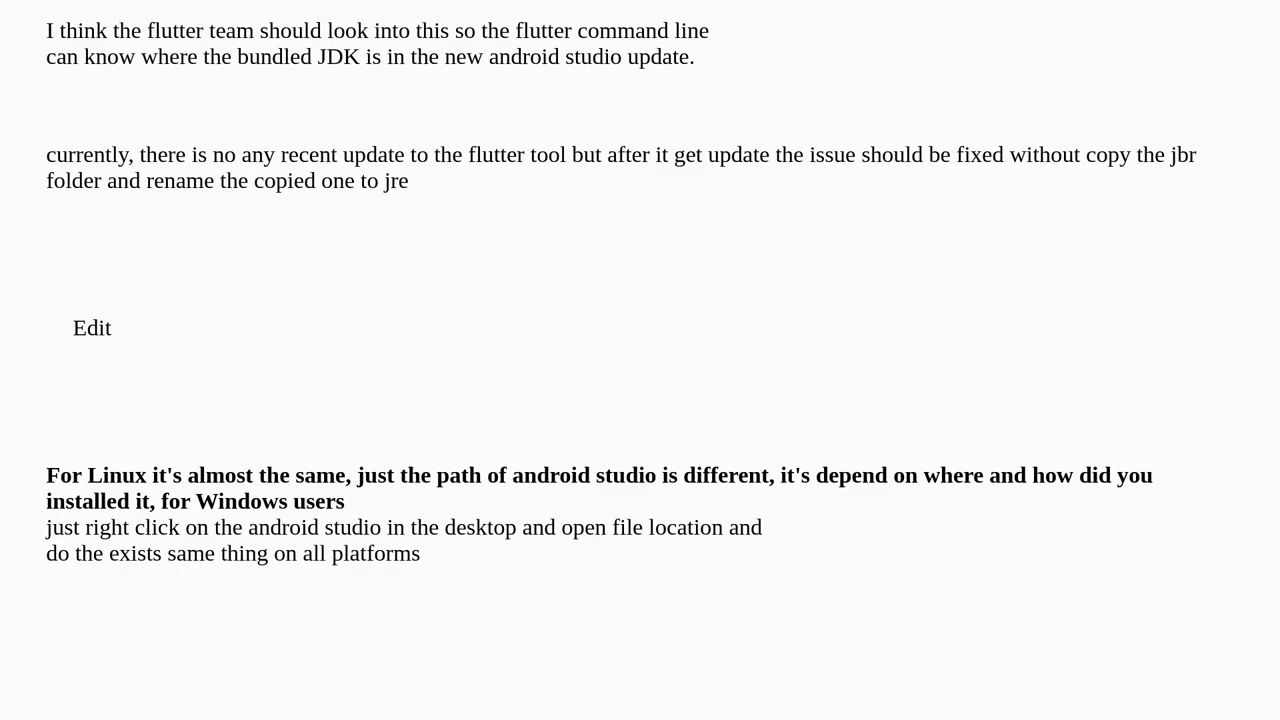 I think the flutter team should look into this so the flutter command line
can know where the bundled JDK is in the new android studio update.
currently, there is no any recent update to the flutter tool but after it get update the issue should be fixed without copy the jbr
folder and rename the copied one to jre
Edit
For Linux it's almost the same, just the path of android studio is different, it's depend on where and how did you
installed it, for Windows users
just right click on the android studio in the desktop and open file location and
do the exists same thing on all platforms